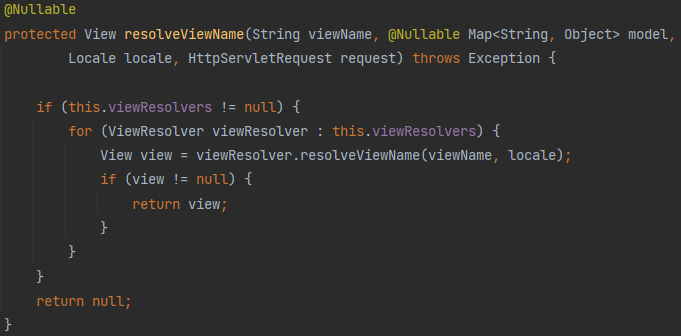 @Nullable
protected View resolveViewName(String viewName, @Nullable Map<String, Object> model,
        Locale locale, HttpServletRequest request) throws Exception {

    if (this.viewResolvers != null) {
        for (ViewResolver viewResolver : this.viewResolvers) {
            View view = viewResolver.resolveViewName(viewName, locale);
            if (view != null) {
                return view;
            }
        }
    }
    return null;
}